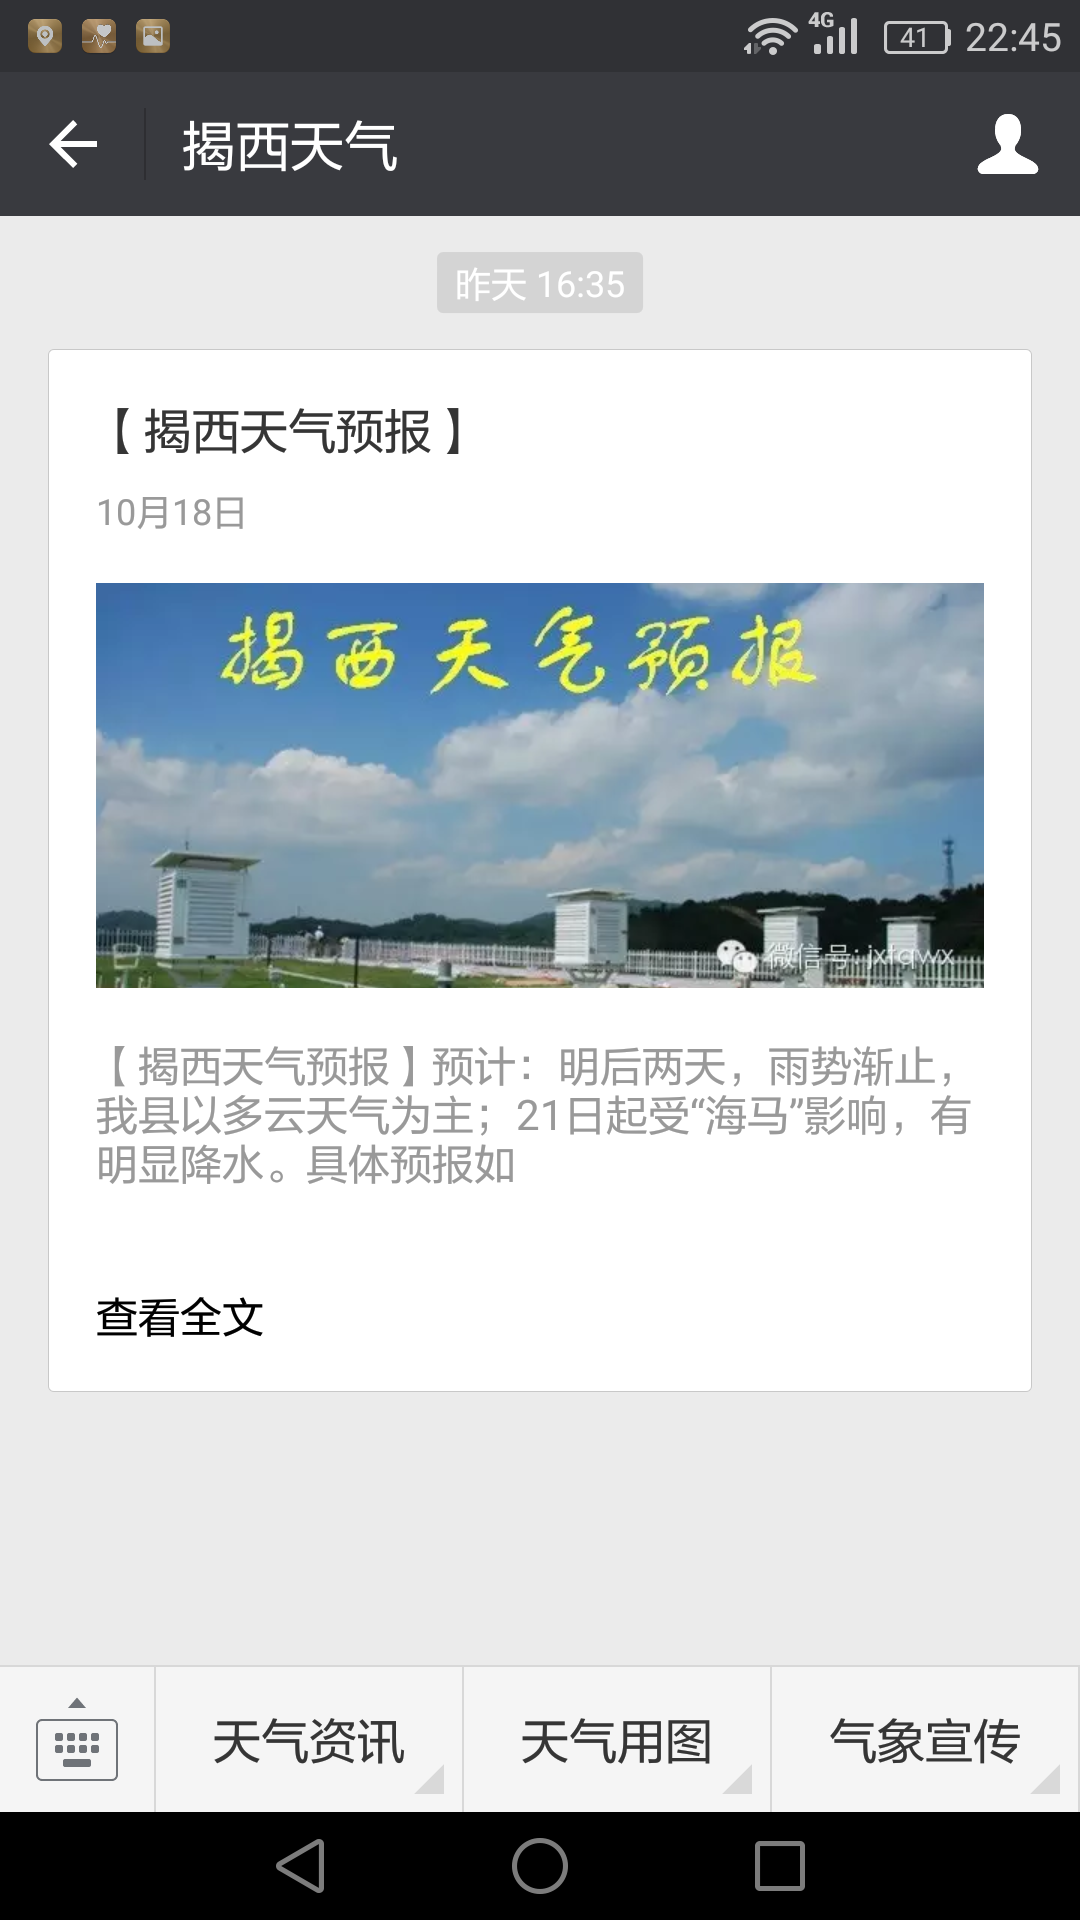 4G
41
22:45
揭西天气
昨天 16:35
【揭西天气预报】
10月18日
揭西天气预报
微信号: jxtqwx
【揭西天气预报】预计：明后两天，雨势渐止，
我县以多云天气为主；21日起受“海马”影响，有
明显降水。具体预报如
查看全文
天气资讯
天气用图
气象宣传